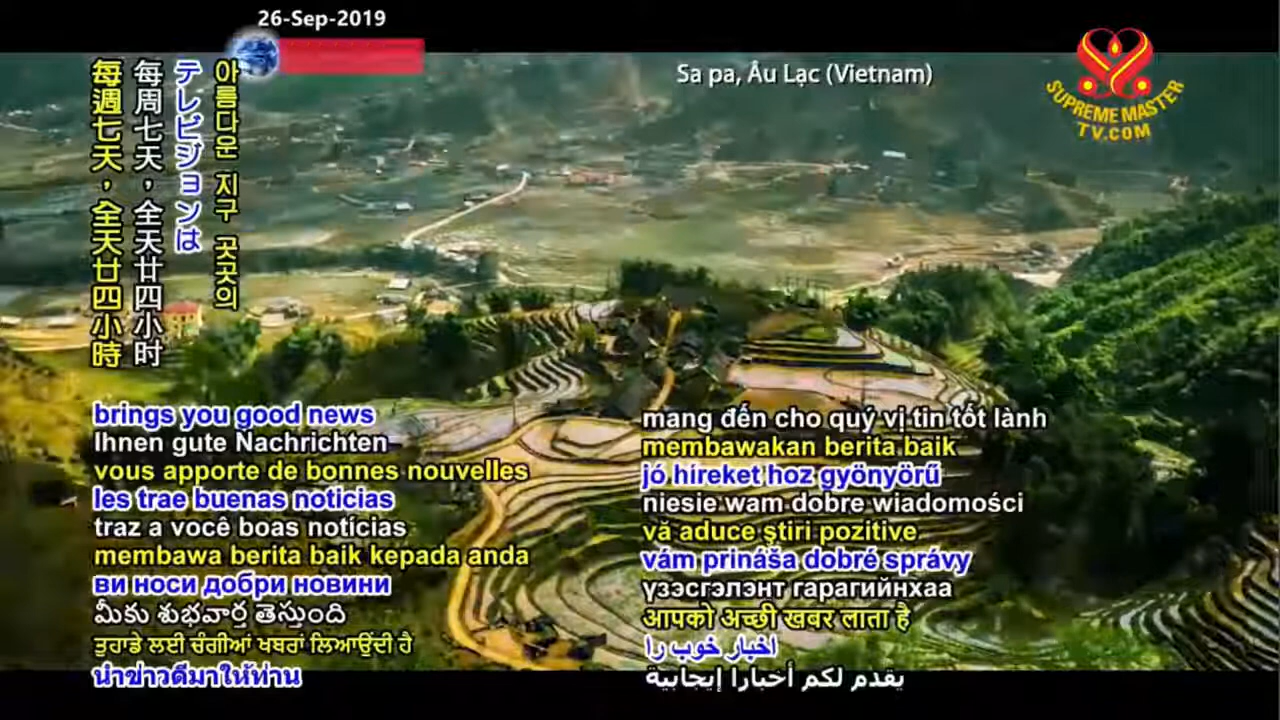 26-Sep-2019
Sa pa, Âu Lạc (Vietnam)
SUPREME MASTER
TV.COM
아름다운 지구 곳곳의
テレビジョンは
每周七天，全天廿四小时
每週七天，全天廿四小時
brings you good news
Ihnen gute Nachrichten
vous apporte de bonnes nouvelles
les trae buenas noticias
traz a você boas notícias
membawa berita baik kepada anda
ви носи добри новини
మీకు శుభవార్త తెస్తుంది
ਤੁਹਾਡੇ ਲਈ ਚੰਗੀਆਂ ਖਬਰਾਂ ਲਿਆਉਂਦੀ ਹੈ
นำข่าวดีมาให้ท่าน
mang đến cho quý vị tin tốt lành
membawakan berita baik
jó híreket hoz gyönyörű
niesie wam dobre wiadomości
vă aduce ştiri pozitive
vám prináša dobré správy
үзэсгэлэнт гарагийнхаа
आपको अच्छी खबर लाता है
اخبار خوب را
يقدم لكم أخبارا إيجابية